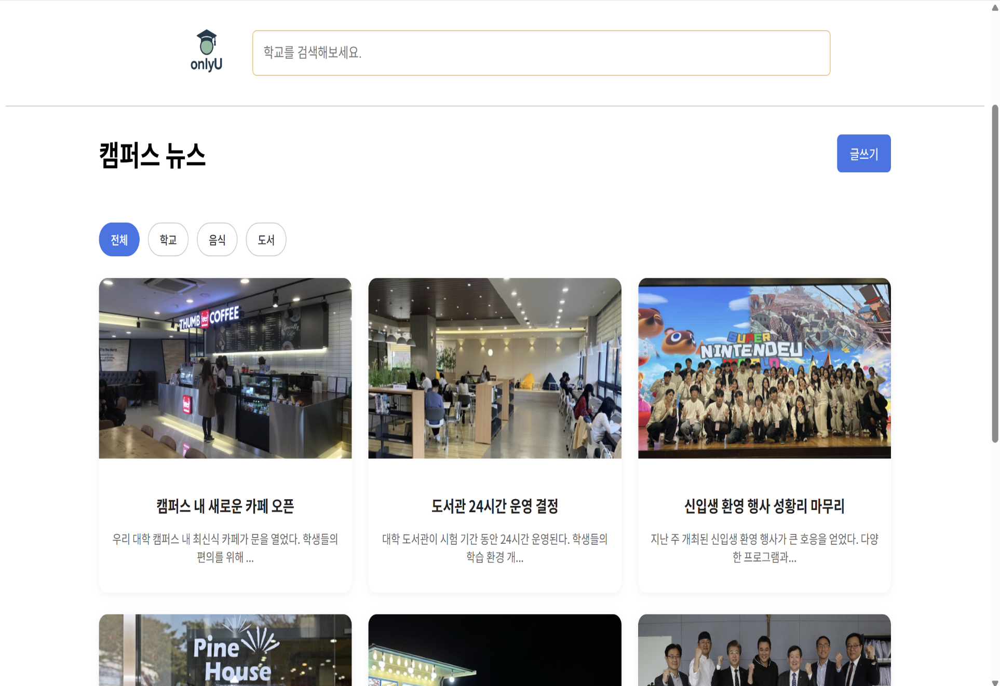 onlyU
학교를 검색해보세요.
캠퍼스 뉴스
글쓰기
전체
학교
음식
도서
THUMB COFFEE
Specialty
SUPER
NINTENDEU
WORLD
캠퍼스 내 새로운 카페 오픈
우리 대학 캠퍼스 내 최신식 카페가 문을 열었다. 학생들의
편의를 위해 ...
도서관 24시간 운영 결정
대학 도서관이 시험 기간 동안 24시간 운영된다. 학생들의
학습 환경 개...
신입생 환영 행사 성황리 마무리
지난 주 개최된 신입생 환영 행사가 큰 호응을 얻었다. 다양
한 프로그램과...
Pine
House